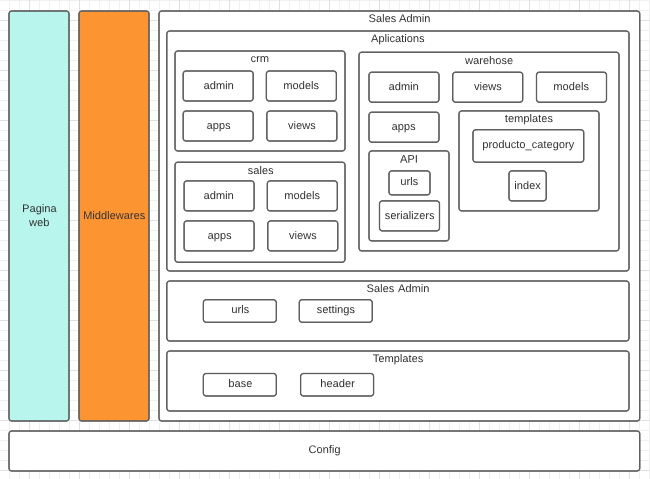 Pagina
web
Middlewares
Sales Admin
Aplications
crm
admin
models
apps
views
sales
admin
models
apps
views
warehose
admin
views
models
apps
templates
producto_category
index
API
urls
serializers
Sales Admin
urls
settings
Templates
base
header
Config